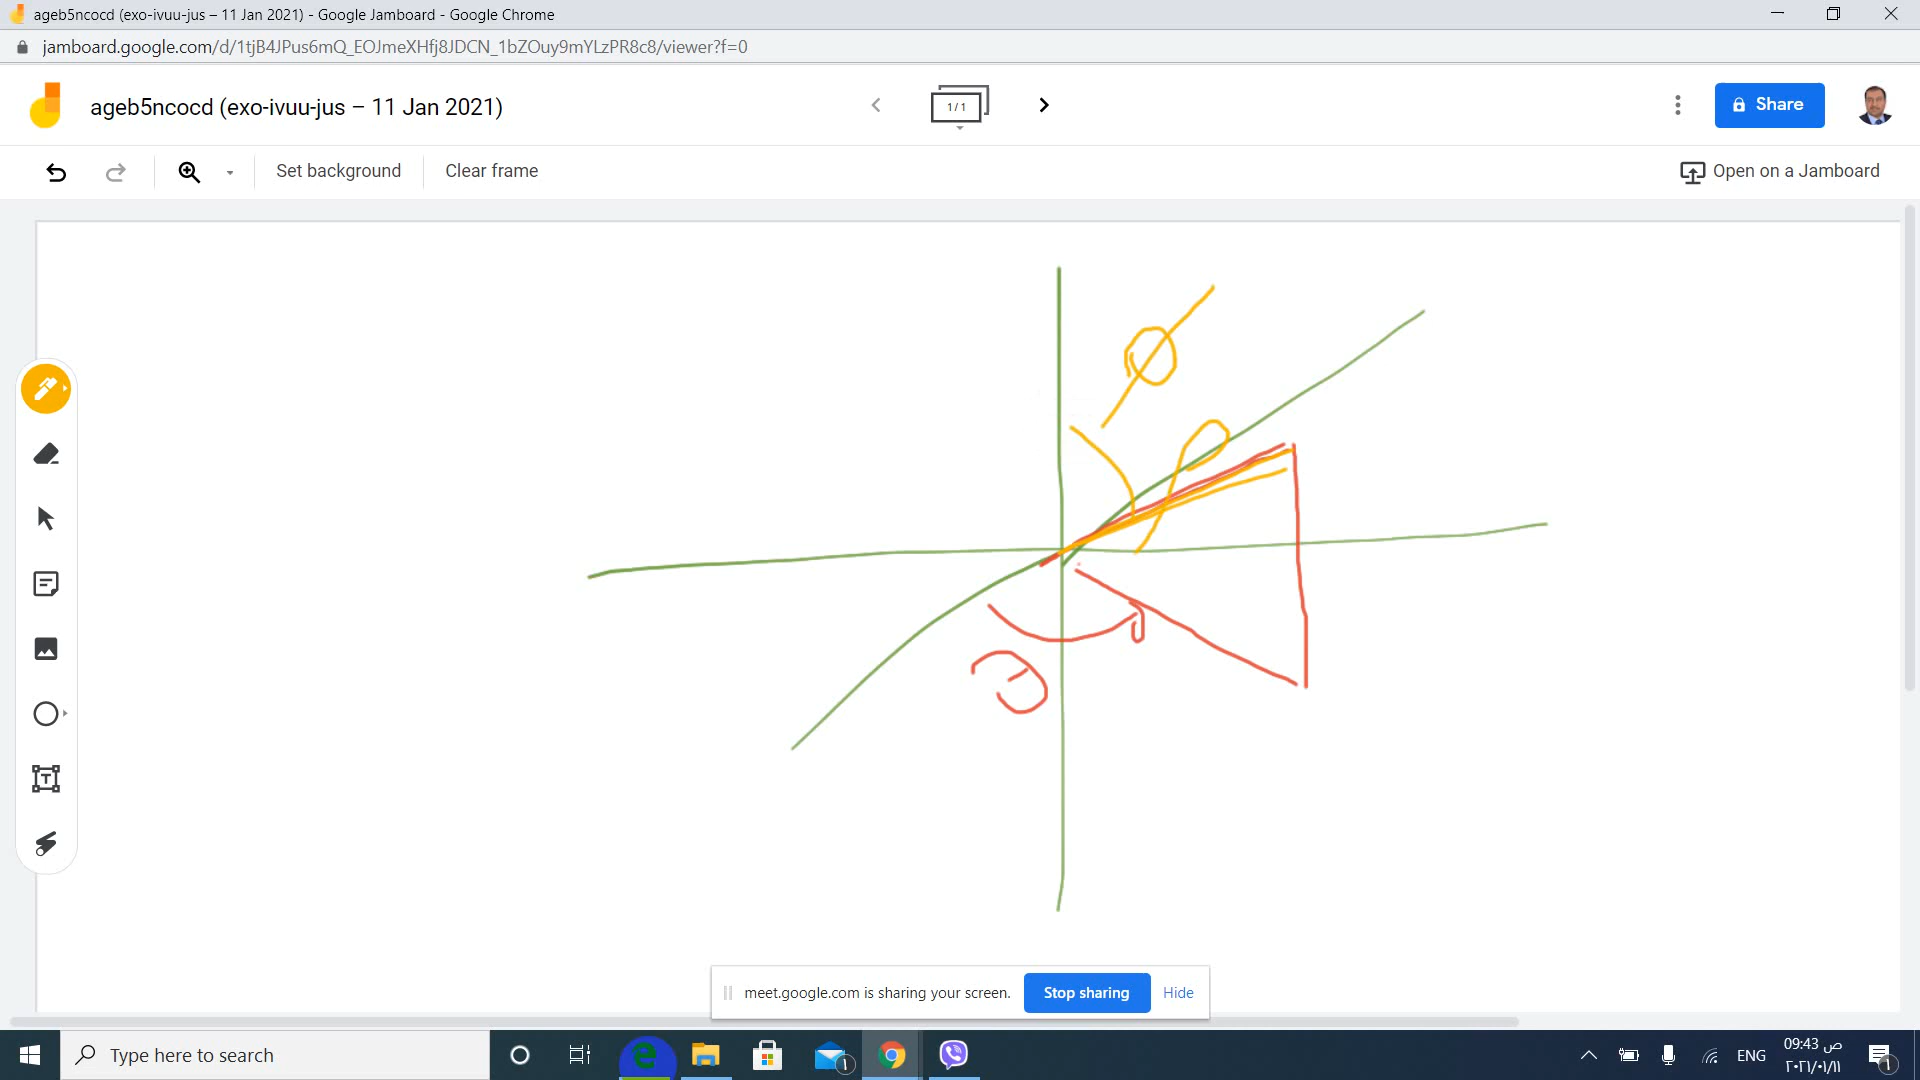 ageb5ncocd (exo-ivuu-jus – 11 Jan 2021) - Google Jamboard - Google Chrome
jamboard.google.com/d/1tjB4JPus6mQ_EOJmeXHfj8JDCN_1bZOuy9mYLzPR8c8/viewer?f=0
ageb5ncocd (exo-ivuu-jus – 11 Jan 2021)
1/1
Share
Set background
Clear frame
Open on a Jamboard
meet.google.com is sharing your screen.
Stop sharing
Hide
Type here to search
١
ENG
09:43 ص
٢٠٢١/٠١/١١
١